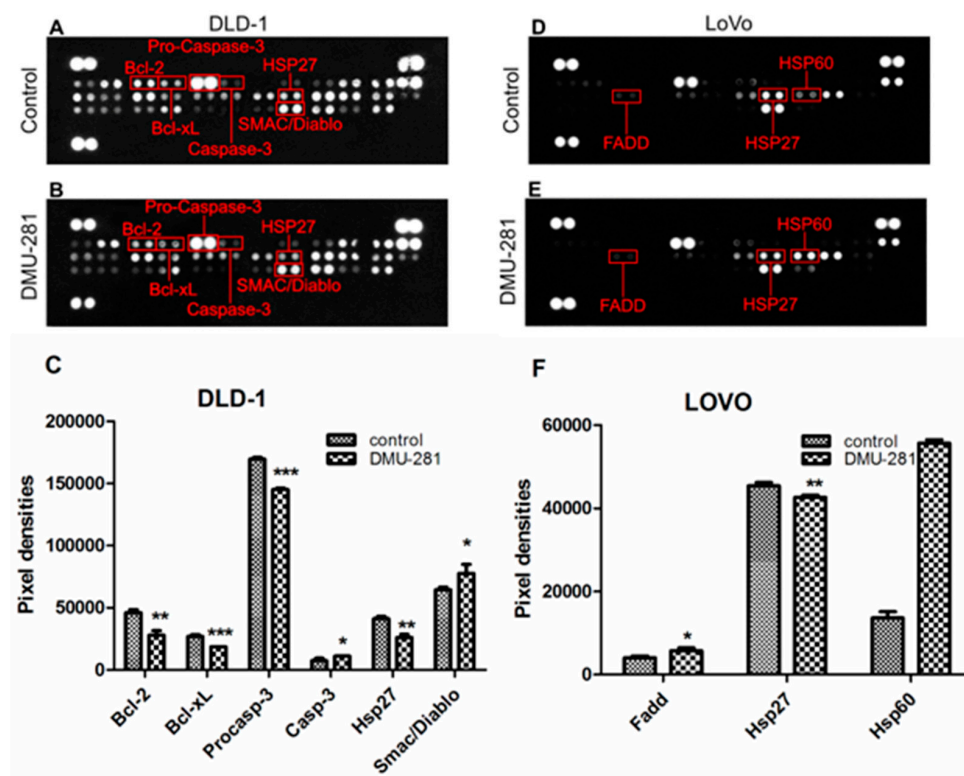 A
DLD-1
Control
Pro-Caspase-3
Bcl-2
HSP27
Bcl-xL
SMAC/Diablo
Caspase-3
B
DMU-281
Pro-Caspase-3
Bcl-2
HSP27
Bcl-xL
SMAC/Diablo
Caspase-3
D
LoVo
Control
HSP60
FADD
HSP27
E
DMU-281
HSP60
FADD
HSP27
C
DLD-1
Pixel densities
200000
150000
100000
50000
0
control
DMU-281
**
***
***
*
**
*
Bcl-2
Bcl-xL
Procasp-3
Casp-3
Hsp27
Smac/Diablo
F
LOVO
Pixel densities
60000
40000
20000
0
control
DMU-281
*
**
Fadd
Hsp27
Hsp60